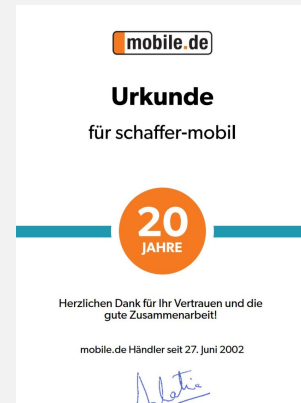 mobile.de
Urkunde
für schaffer-mobil
20
JAHRE
Herzlichen Dank für Ihr Vertrauen und die
gute Zusammenarbeit!
mobile.de Händler seit 27. Juni 2002